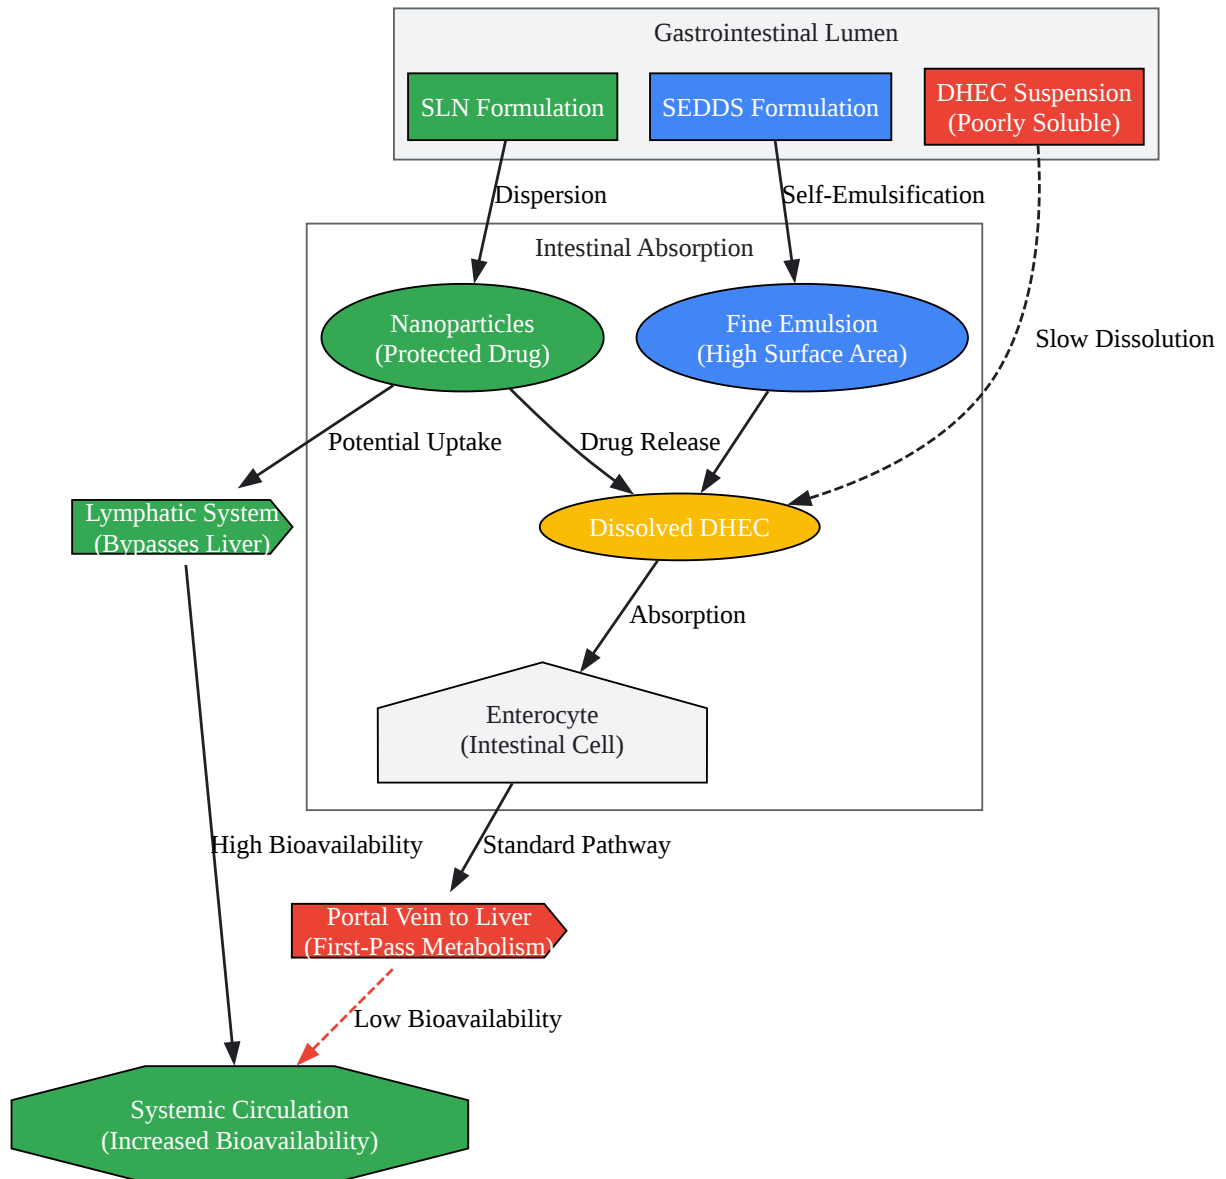 Gastrointestinal Lumen
SLN Formulation
SEDDS Formulation
DHEC Suspension
(Poorly Soluble)
Dispersion
Self-Emulsification
Intestinal Absorption
Nanoparticles
(Protected Drug)
Fine Emulsion
(High Surface Area)
Slow Dissolution
Potential Uptake
Drug Release
Lymphatic System
(Bypasses Liver)
Dissolved DHEC
Absorption
Enterocyte
(Intestinal Cell)
High Bioavailability
Standard Pathway
Portal Vein to Liver
(First-Pass Metabolism)
Low Bioavailability
Systemic Circulation
(Increased Bioavailability)